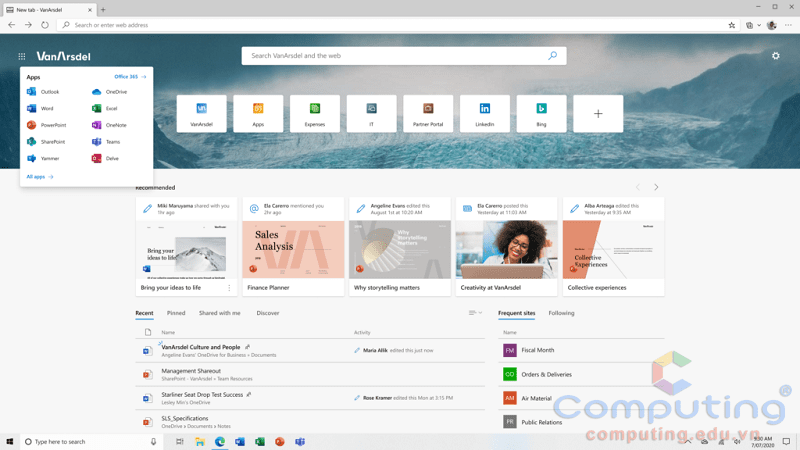 New tab - VanArsdel
Search or enter web address
VanArsdel
Search VanArsdel and the web
Apps
Office 365
Outlook
OneDrive
Word
Excel
PowerPoint
OneNote
SharePoint
Teams
Yammer
Delve
All apps
VanArsdel
Apps
Expenses
IT
Partner Portal
LinkedIn
Bing
Recommended
Miki Maruyama shared with you
1hr ago
Ela Carerro mentioned you
2hr ago
Angeline Evans edited this
August 1st at 10:20 AM
Ela Carerro posted this
Yesterday at 11:03 AM
Alba Arteaga edited this
Yesterday at 9:35 AM
Bring your
ideas to life
Sales
Analysis
Why
storytelling
matters
Collective
Experiences
Bring your ideas to life
Finance Planner
Why storytelling matters
Creativity at VanArsdel
Collective experiences
Recent
Pinned
Shared with me
Discover
Frequent sites
Following
Name
Activity
Name
VanArsdel Culture and People
Angeline Evans' OneDrive for Business › Documents
Maria Allik edited this just now
FM
Fiscal Month
Management Shareout
SharePoint - VanArsdel › Team Resources
OD
Orders & Deliveries
Starliner Seat Drop Test Success
Lesley Min's OneDrive
Rose Kramer edited this Mon at 3:15 PM
AM
Air Material
SLS_Specifications
OneDrive › Documents › Notes
FR
Public Relations
Computing®
computing.edu.vn
Type here to search
9:30 AM
7/07/2020